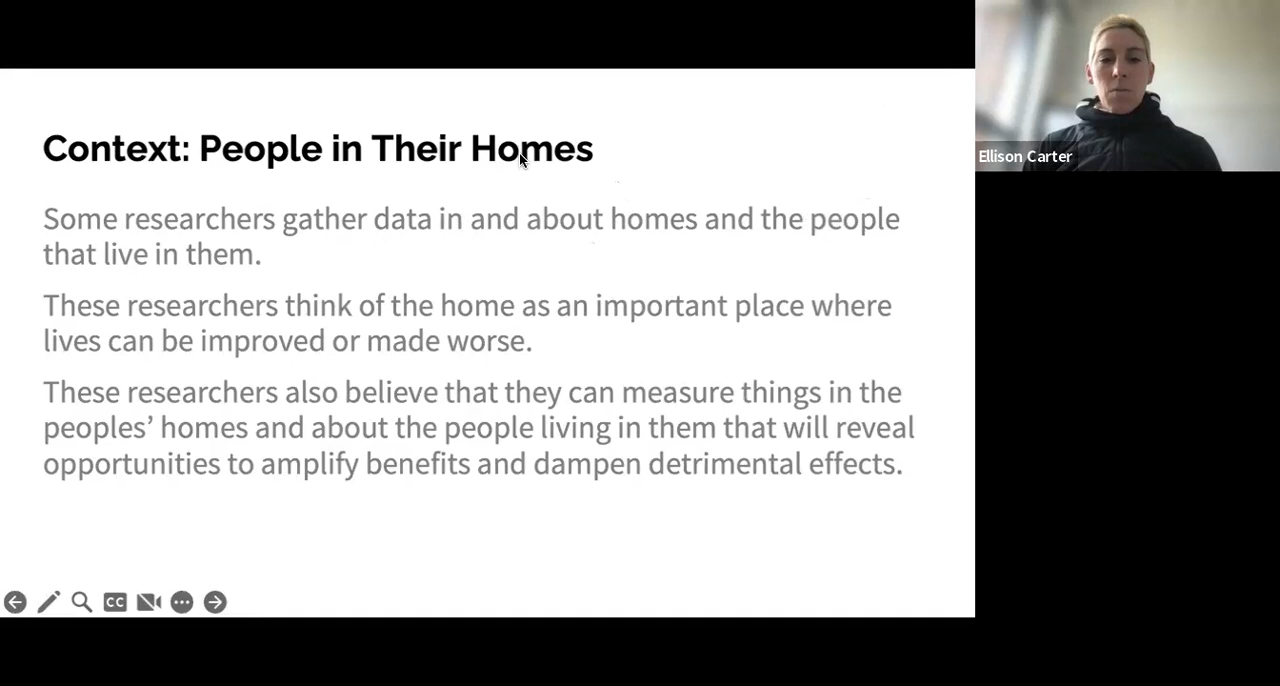 Context: People in Their Homes
Some researchers gather data in and about homes and the people
that live in them.
These researchers think of the home as an important place where
lives can be improved or made worse.
These researchers also believe that they can measure things in the
peoples’ homes and about the people living in them that will reveal
opportunities to amplify benefits and dampen detrimental effects.
CC
Ellison Carter